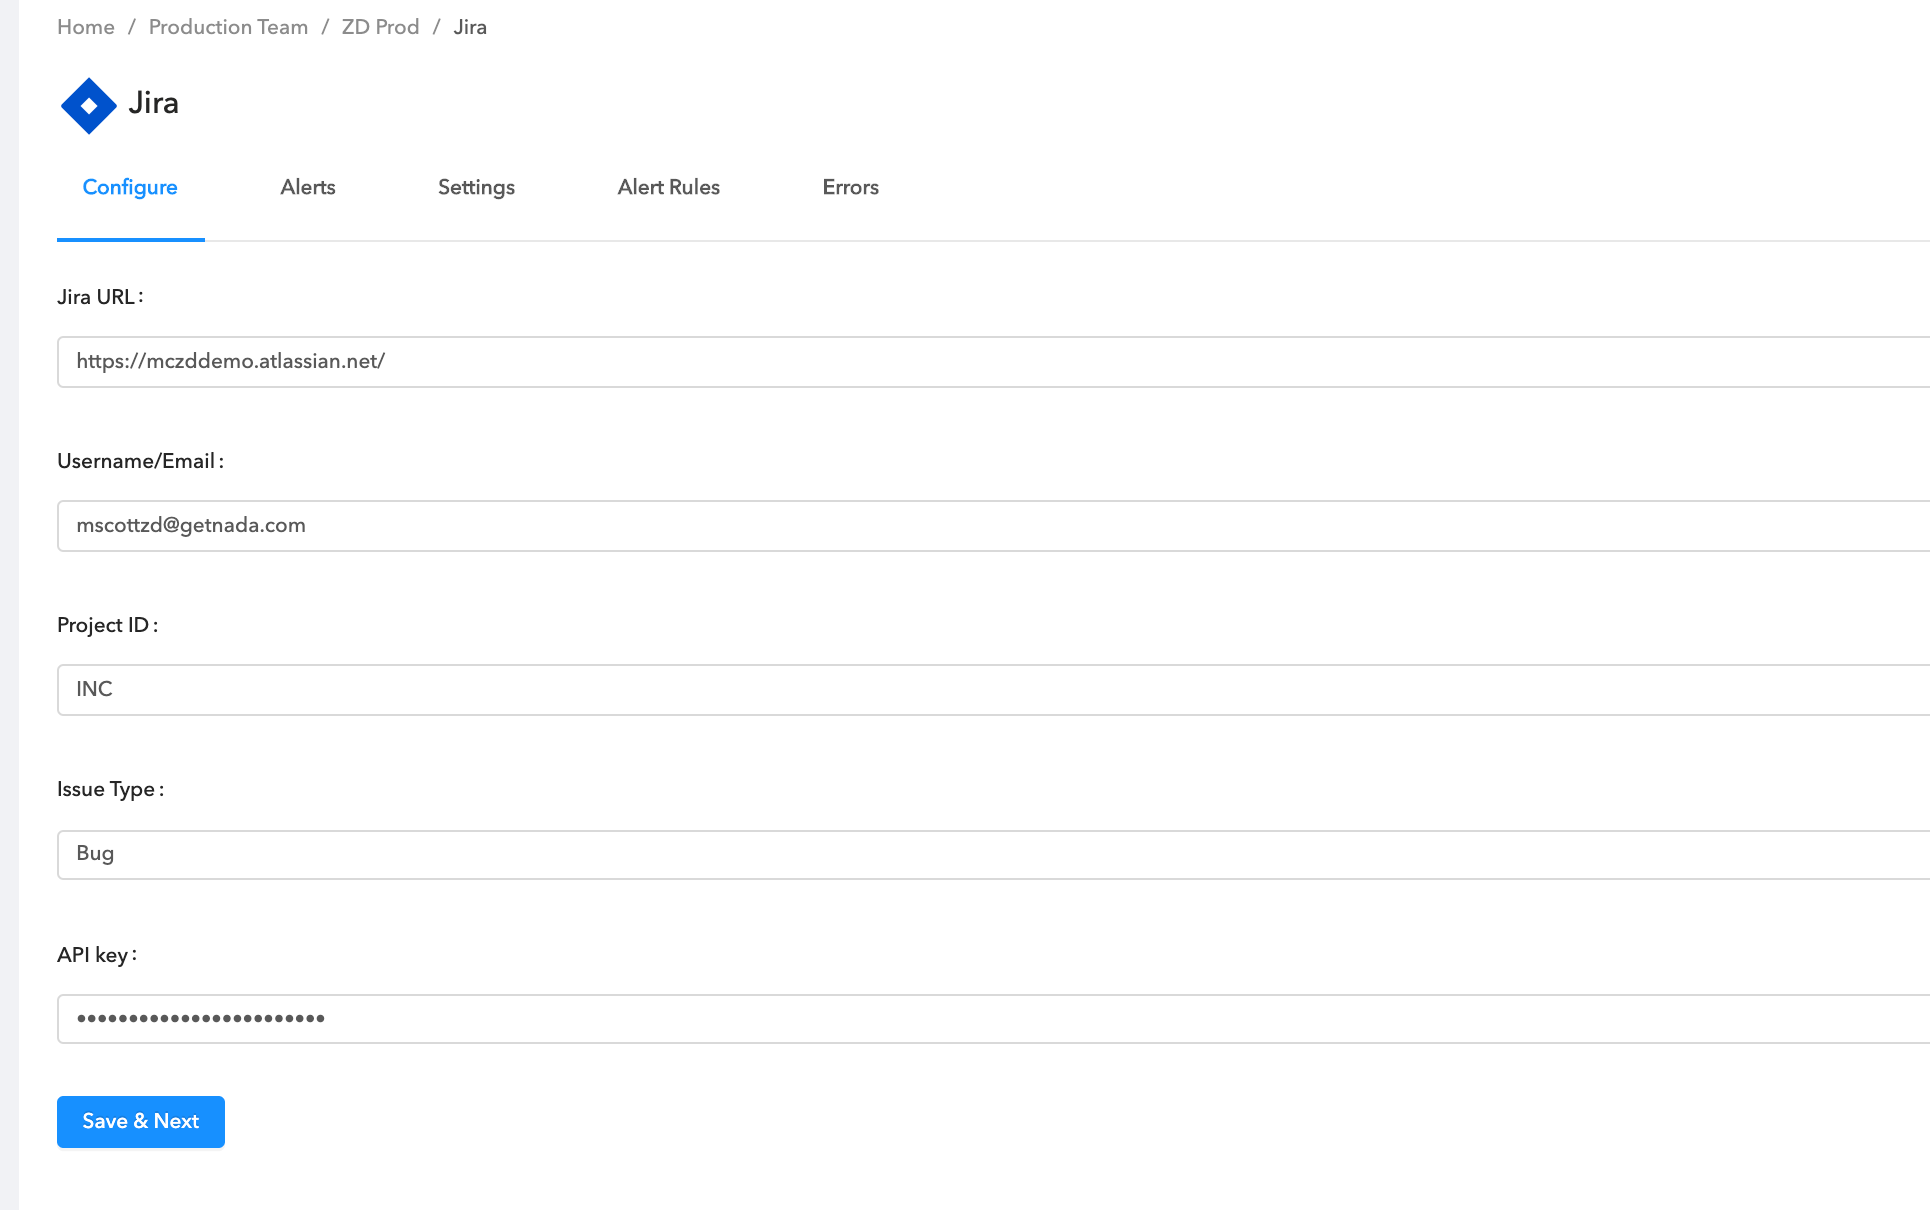 Home / Production Team / ZD Prod / Jira
Jira
Configure Alerts Settings Alert Rules Errors
Jira URL:
https://mczddemo.atlassian.net/
Username/Email:
mscottzd@getnada.com
Project ID:
INC
Issue Type:
Bug
API key:
••••••••••••••••••••••••
Save & Next